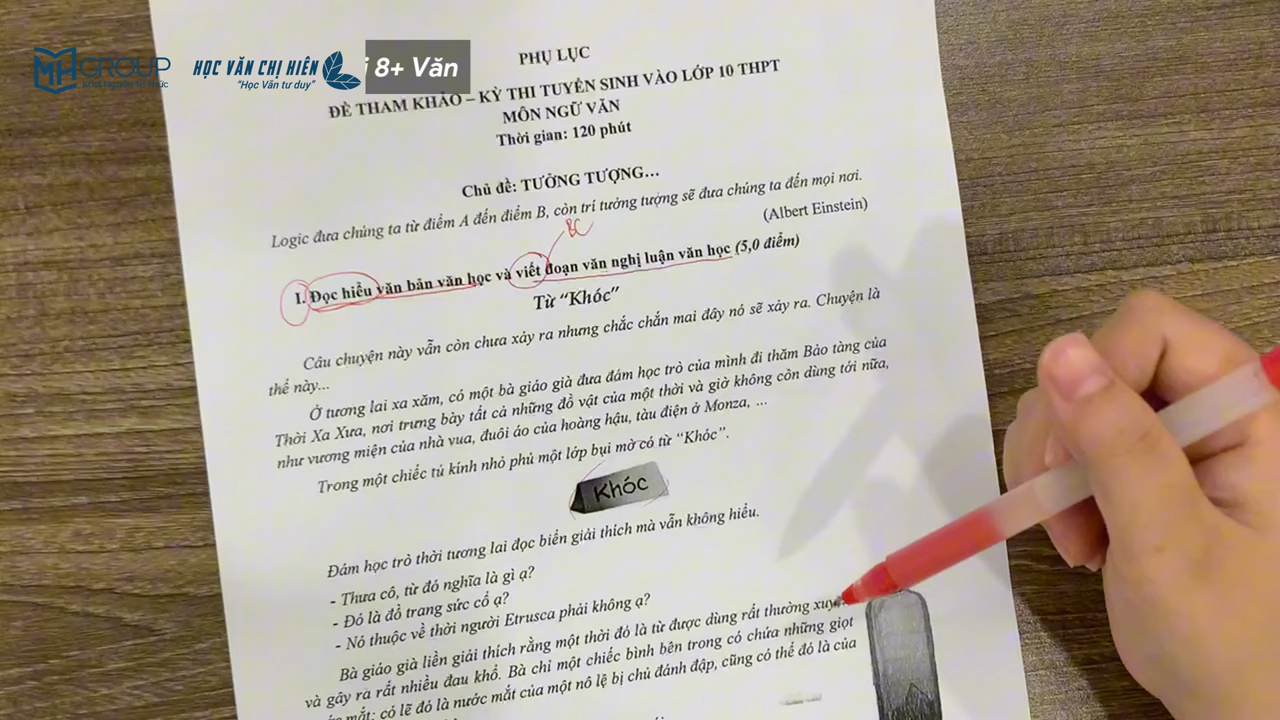 MH GROUP
HỌC VĂN CHỊ HIÊN
"Học Văn tư duy"
8+ Văn
PHỤ LỤC
ĐỀ THAM KHẢO – KỲ THI TUYỂN SINH VÀO LỚP 10 THPT
MÔN NGỮ VĂN
Thời gian: 120 phút
Chủ đề: TƯỞNG TƯỢNG…
Logic đưa chúng ta từ điểm A đến điểm B, còn trí tưởng tượng sẽ đưa chúng ta đến mọi nơi.
(Albert Einstein)
BC
I. Đọc hiểu văn bản văn học và viết đoạn văn nghị luận văn học (5,0 điểm)
Từ "Khóc"
Câu chuyện này vẫn còn chưa xảy ra nhưng chắc chắn mai đây nó sẽ xảy ra. Chuyện là
thế này...
Ở tương lai xa xăm, có một bà giáo già đưa đám học trò của mình đi thăm Bảo tàng của
Thời Xa Xưa, nơi trưng bày tất cả những đồ vật của một thời và giờ không còn dùng tới nữa,
như vương miện của nhà vua, đuôi áo của hoàng hậu, tàu điện ở Monza, …
Trong một chiếc tủ kính nhỏ phủ một lớp bụi mờ có từ "Khóc".
Khóc
Đám học trò thời tương lai đọc biển giải thích mà vẫn không hiểu.
- Thưa cô, từ đó nghĩa là gì ạ?
- Đó là đồ trang sức cổ ạ?
- Nó thuộc về thời người Etrusca phải không ạ?
Bà giáo già liền giải thích rằng một thời đó là từ được dùng rất thường
và gây ra rất nhiều đau khổ. Bà chỉ một chiếc bình bên trong có chứa những giọt
mắt: có lẽ đó là nước mắt của một nô lệ bị chủ đánh đập, cũng có thể đó là của